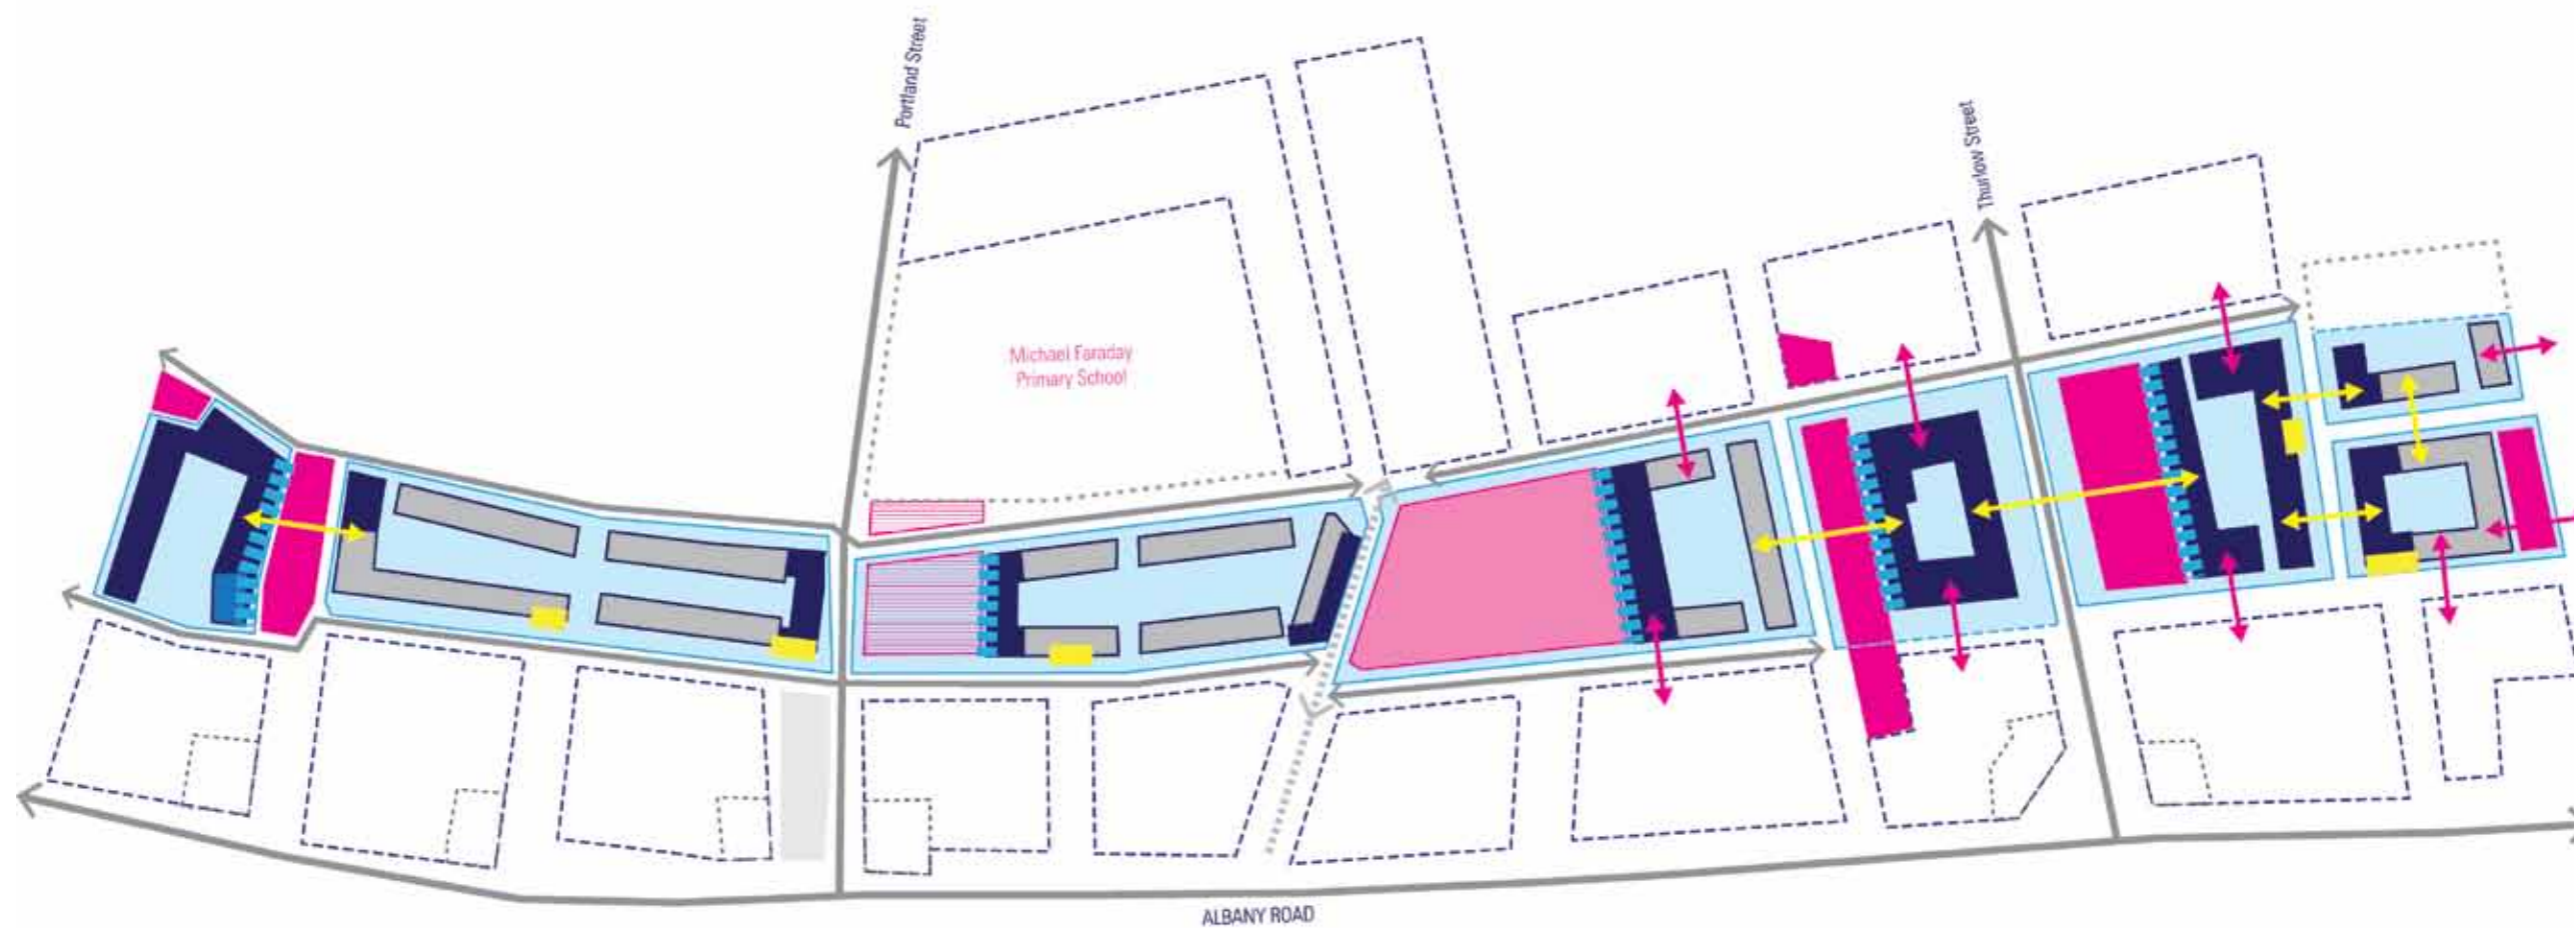 Portland Street
Thurlow Street
Michael Faraday
Primary School
ALBANY ROAD